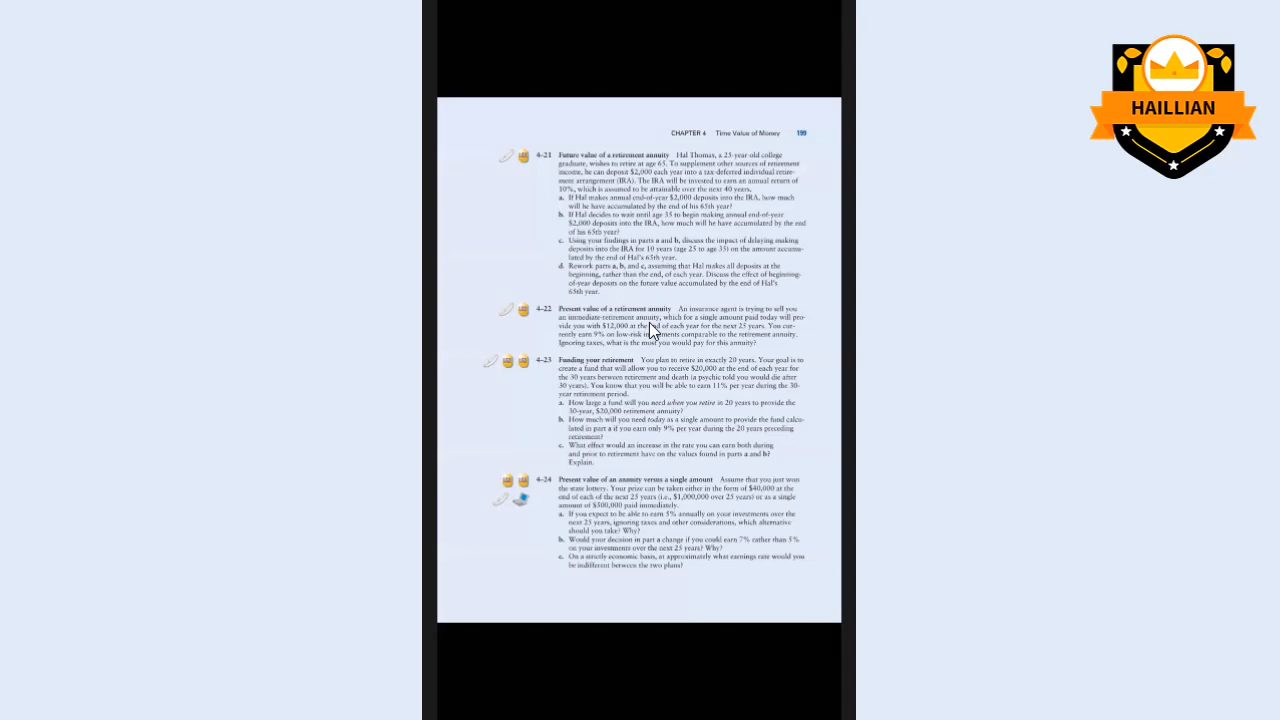 HAILLIAN
CHAPTER 4 Time Value of Money 199
4–21 Future value of a retirement annuity Hal Thomas, a 25-year-old college
graduate, wishes to retire at age 65. To supplement other sources of retirement
income, he can deposit $2,000 each year into a tax-deferred individual retire-
ment arrangement (IRA). The IRA will be invested to earn an annual return of
10%, which is assumed to be attainable over the next 40 years.
a. If Hal makes annual end-of-year $2,000 deposits into the IRA, how much
will he have accumulated by the end of his 65th year?
b. If Hal decides to wait until age 35 to begin making annual end-of-year
$2,000 deposits into the IRA, how much will he have accumulated by the end
of his 65th year?
c. Using your findings in parts a and b, discuss the impact of delaying making
deposits into the IRA for 10 years (age 25 to age 35) on the amount accumu-
lated by the end of Hal's 65th year.
d. Rework parts a, b, and c, assuming that Hal makes all deposits at the
beginning, rather than the end, of each year. Discuss the effect of beginning-
of-year deposits on the future value accumulated by the end of Hal's
65th year.
4–22 Present value of a retirement annuity An insurance agent is trying to sell you
an immediate-retirement annuity, which for a single amount paid today will pro-
vide you with $12,000 at the end of each year for the next 25 years. You cur-
rently earn 9% on low-risk comparable to the retirement annuity.
Ignoring taxes, what is the most you would pay for this annuity?
4–23 Funding your retirement You plan to retire in exactly 20 years. Your goal is to
create a fund that will allow you to receive $20,000 at the end of each year for
the 30 years between retirement and death (a psychic told you would die after
30 years). You know that you will be able to earn 11% per year during the 30-
year retirement period.
a. How large a fund will you need when you retire in 20 years to provide the
30-year, $20,000 retirement annuity?
b. How much will you need today as a single amount to provide the fund calcu-
lated in part a if you earn only 9% per year during the 20 years preceding
retirement?
c. What effect would an increase in the rate you can earn both during
and prior to retirement have on the values found in parts a and b?
Explain.
4–24 Present value of an annuity versus a single amount Assume that you just won
the state lottery. Your prize can be taken either in the form of $40,000 at the
end of each of the next 25 years (i.e., $1,000,000 over 25 years) or as a single
amount of $500,000 paid immediately.
a. If you expect to be able to earn 5% annually on your investments over the
next 25 years, ignoring taxes and other considerations, which alternative
should you take? Why?
b. Would your decision in part a change if you could earn 7% rather than 5%
on your investments over the next 25 years? Why?
c. On a strictly economic basis, at approximately what earnings rate would you
be indifferent between the two plans?